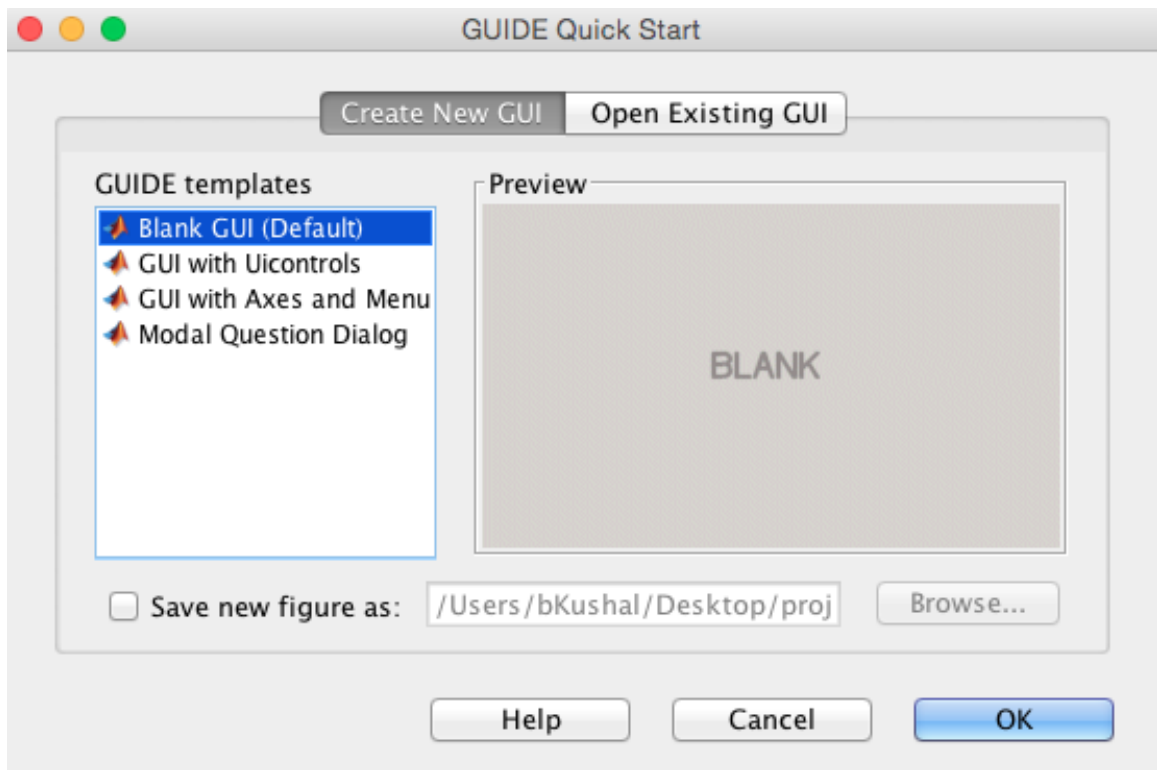 GUIDE Quick Start
Create New GUI
Open Existing GUI
GUIDE templates
Blank GUI (Default)
GUI with Uicontrols
GUI with Axes and Menu
Modal Question Dialog
Preview
BLANK
Save new figure as:
/Users/bKushal/Desktop/proj
Browse...
Help
Cancel
OK